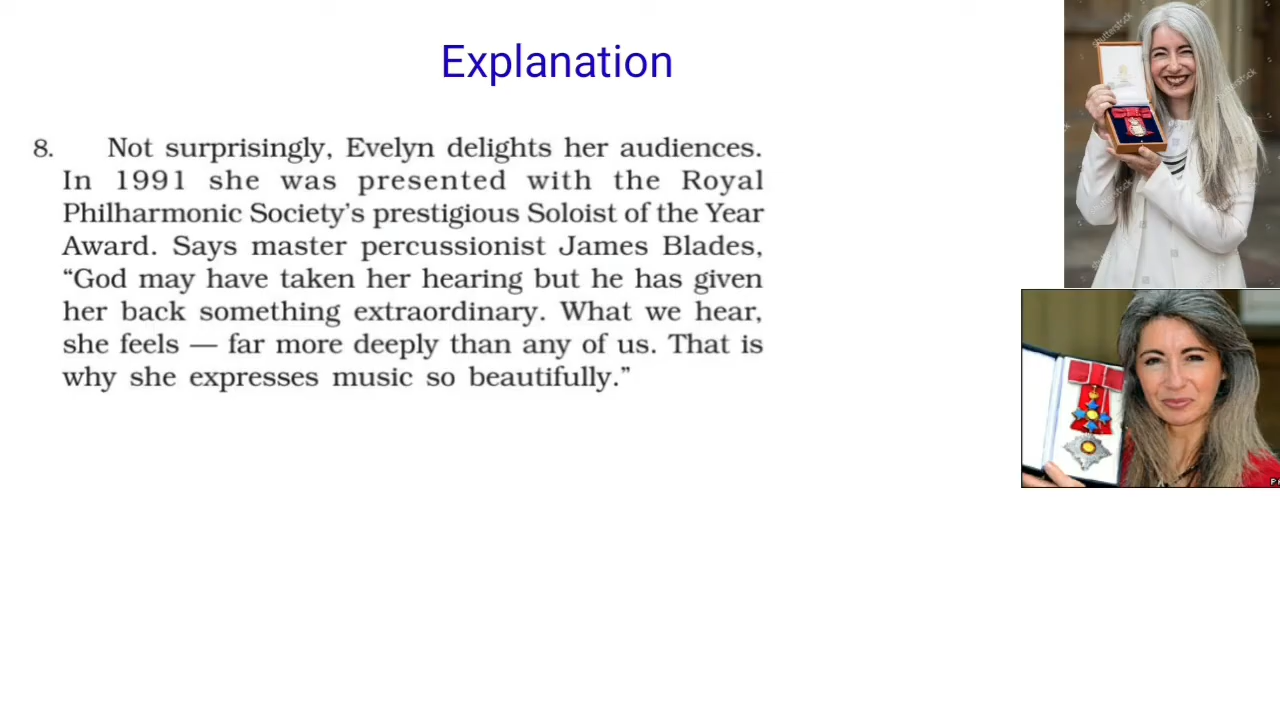 Explanation
8. Not surprisingly, Evelyn delights her audiences.
In 1991 she was presented with the Royal
Philharmonic Society’s prestigious Soloist of the Year
Award. Says master percussionist James Blades,
“God may have taken her hearing but he has given
her back something extraordinary. What we hear,
she feels — far more deeply than any of us. That is
why she expresses music so beautifully.”
shutterstock
shutterstock
shutterstock